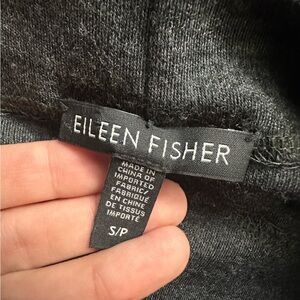 EILEEN FISHER
MADE IN
CHINA OF
IMPORTED
FABRIC/
FABRIQUÉ
EN CHINE
DE TISSUS
IMPORTÉ
S/P